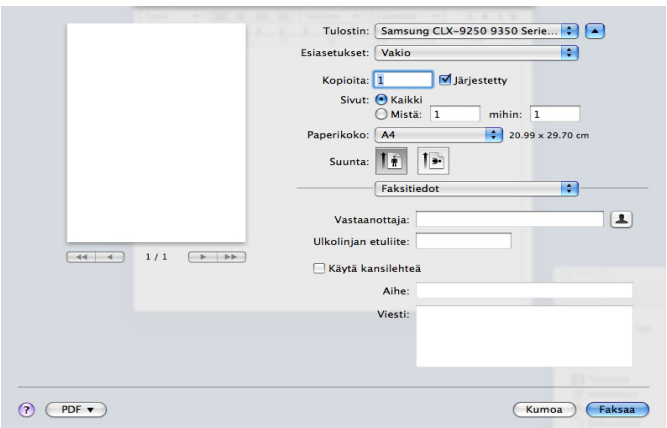 Tulostin: Samsung CLX-9250 9350 Serie...
Esiasetukset: Vakio
Kopioita: 1 Järjestetty
Sivut: Kaikki
Mistä: 1 mihin: 1
Paperikoko: A4 20.99 x 29.70 cm
Suunta:
Faksitiedot
Vastaanottaja:
Ulkolinjan etuliite:
1 / 1
Käytä kansilehteä
Aihe:
Viesti:
? PDF ▼ Kumoa Faksaa